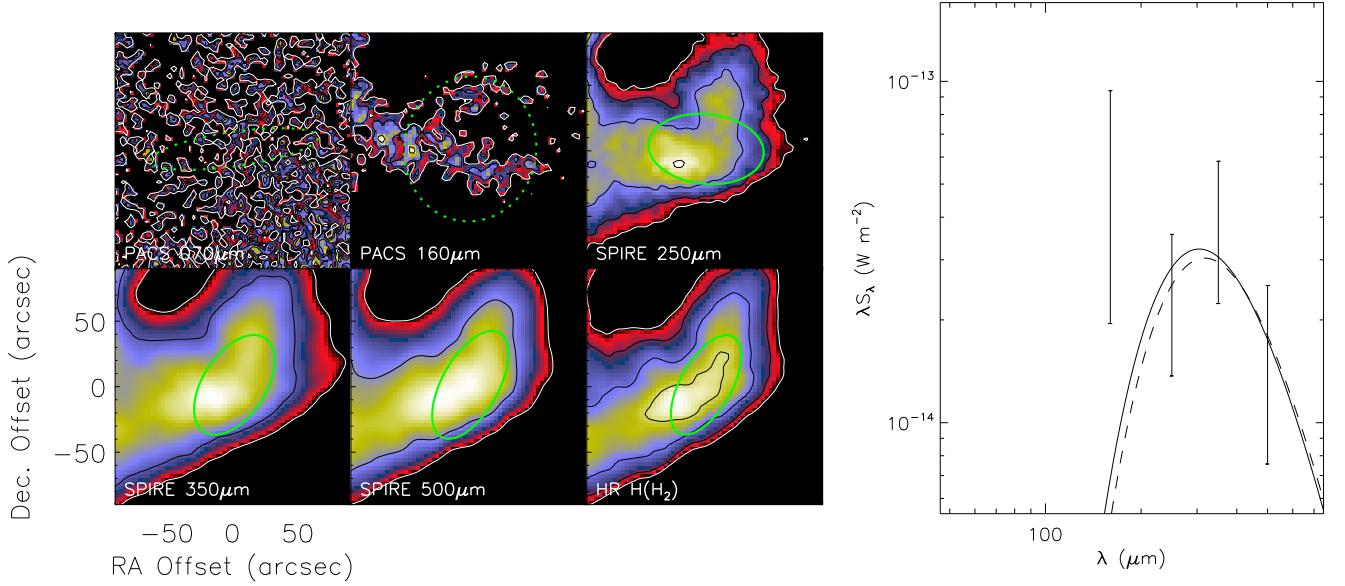 PACS 070μm
PACS 160μm
SPIRE 250μm
SPIRE 350μm
SPIRE 500μm
HR H(H₂)
50
0
−50
Dec. Offset (arcsec)
−50 0 50
RA Offset (arcsec)
10⁻¹³
10⁻¹⁴
λS_λ (W m⁻²)
100
λ (μm)